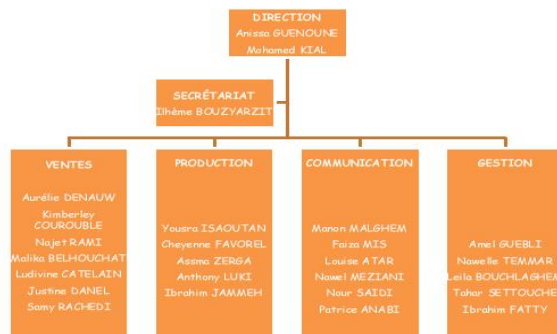 DIRECTION
Anissa GUENOUNE
Mohamed KIAL
SECRÉTARIAT
Ilhème BOUZYARZIT
VENTES
Aurélie DENAUW
Kimberley
COUROUBLE
Najet RAMI
Malika BELHOUCHAT
Ludivine CATELAIN
Justine DANEL
Samy RACHEDI
PRODUCTION
Yousra ISAOUTAN
Cheyenne FAVOREL
Assma ZERGA
Anthony LUKI
Ibrahim JAMMEH
COMMUNICATION
Manon MALGHEM
Faiza MIS
Louise ATAR
Nawel MEZIANI
Nour SAIDI
Patrice ANABI
GESTION
Amel GUEBLI
Nawelle TEMMAR
Leila BOUCHLAGHEM
Tahar SETTOUCHE
Ibrahim FATTY